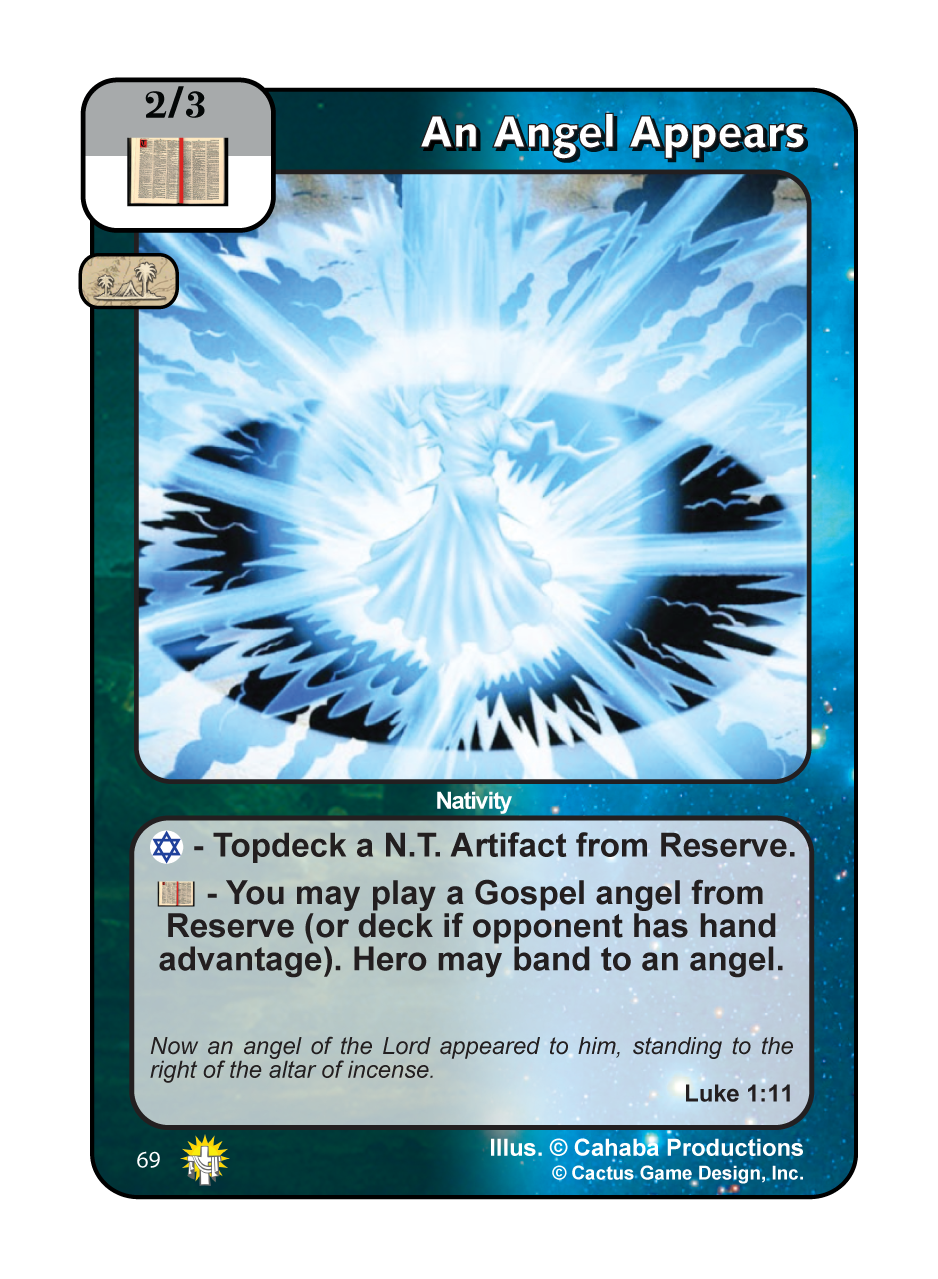 2/3
An Angel Appears
Nativity
- Topdeck a N.T. Artifact from Reserve.
- You may play a Gospel angel from
Reserve (or deck if opponent has hand
advantage). Hero may band to an angel.
Now an angel of the Lord appeared to him, standing to the
right of the altar of incense.
Luke 1:11
69
Illus. © Cahaba Productions
© Cactus Game Design, Inc.